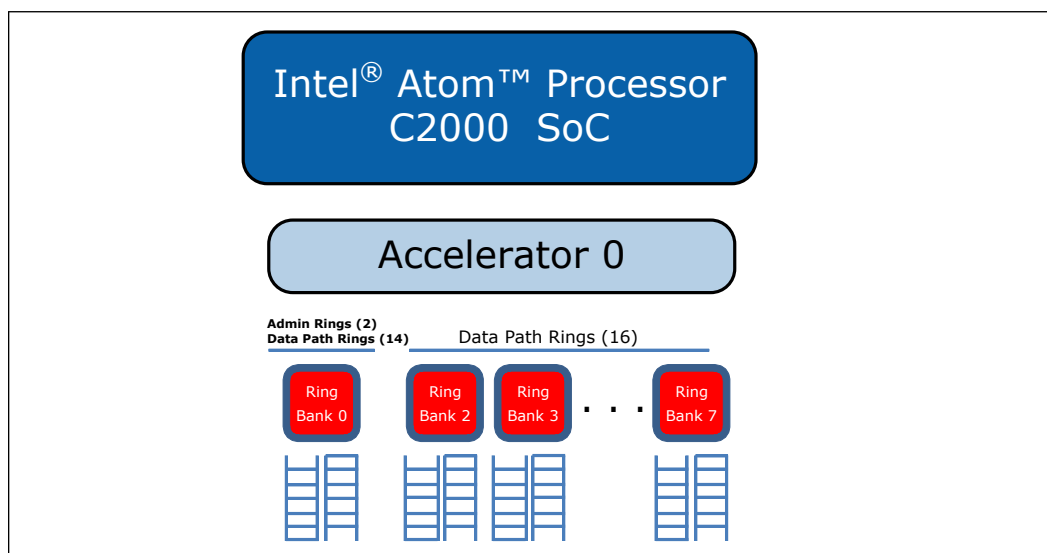 Intel® Atom™ Processor
C2000 SoC
Accelerator 0
Admin Rings (2)
Data Path Rings (14)
Data Path Rings (16)
Ring
Bank 0
Ring
Bank 2
Ring
Bank 3
. . .
Ring
Bank 7